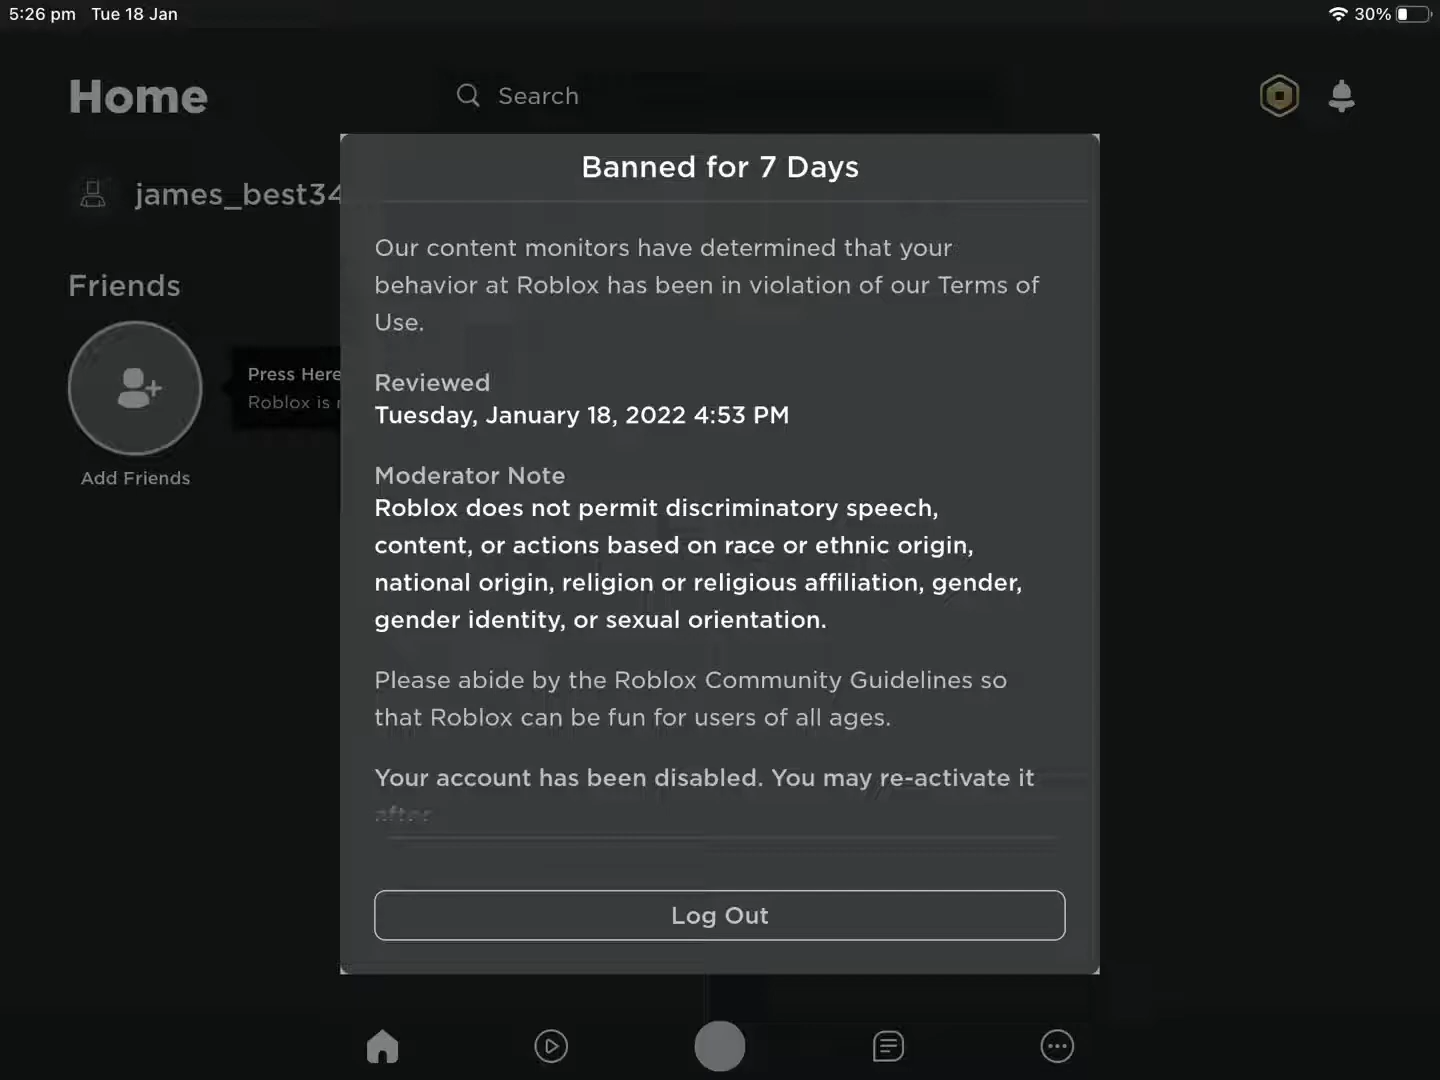 5:26 pm Tue 18 Jan 30%
Home
Search
james_best34
Friends
Press Here
Roblox is
Add Friends
Banned for 7 Days
Our content monitors have determined that your
behavior at Roblox has been in violation of our Terms of
Use.
Reviewed
Tuesday, January 18, 2022 4:53 PM
Moderator Note
Roblox does not permit discriminatory speech,
content, or actions based on race or ethnic origin,
national origin, religion or religious affiliation, gender,
gender identity, or sexual orientation.
Please abide by the Roblox Community Guidelines so
that Roblox can be fun for users of all ages.
Your account has been disabled. You may re-activate it
after
Log Out